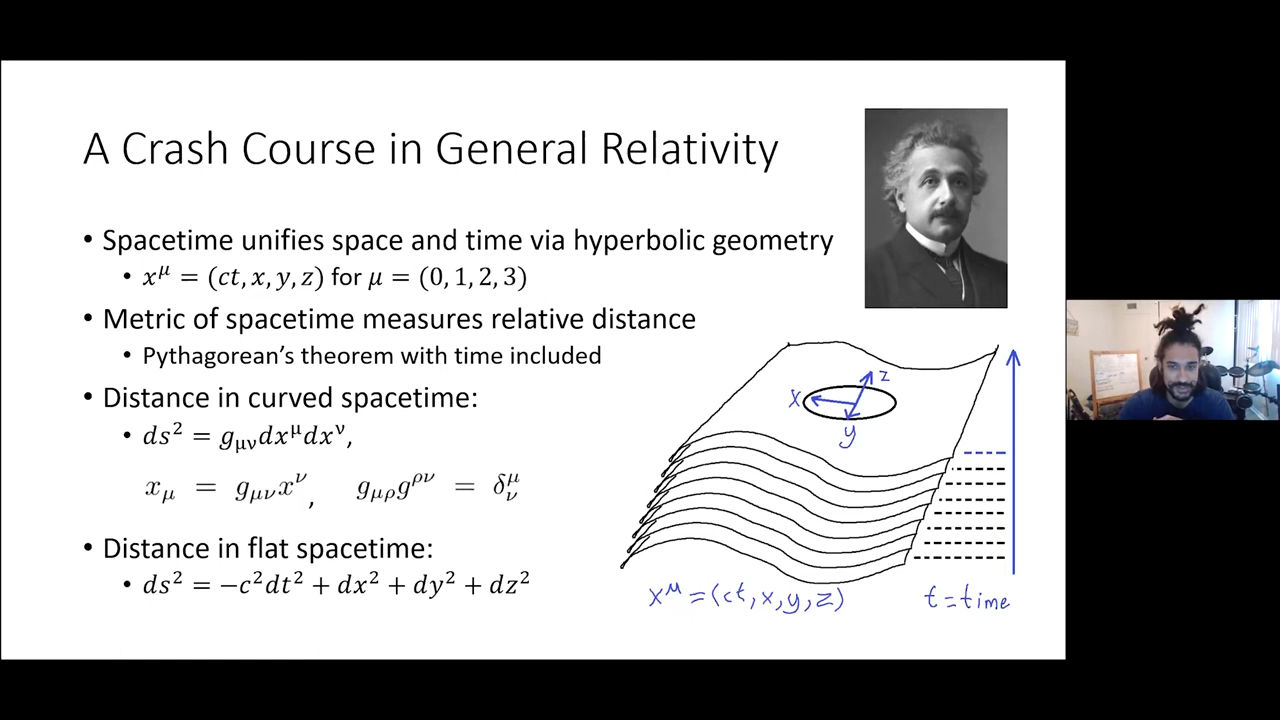 A Crash Course in General Relativity
• Spacetime unifies space and time via hyperbolic geometry
• x^μ = (ct, x, y, z) for μ = (0, 1, 2, 3)
• Metric of spacetime measures relative distance
• Pythagorean's theorem with time included
• Distance in curved spacetime:
• ds² = g_μν dx^μ dx^ν,
x_μ = g_μν x^ν, g_μρ g^ρν = δ^μ_ν
• Distance in flat spacetime:
• ds² = −c²dt² + dx² + dy² + dz²
x
y
z
x^μ = (ct, x, y, z)
t = time